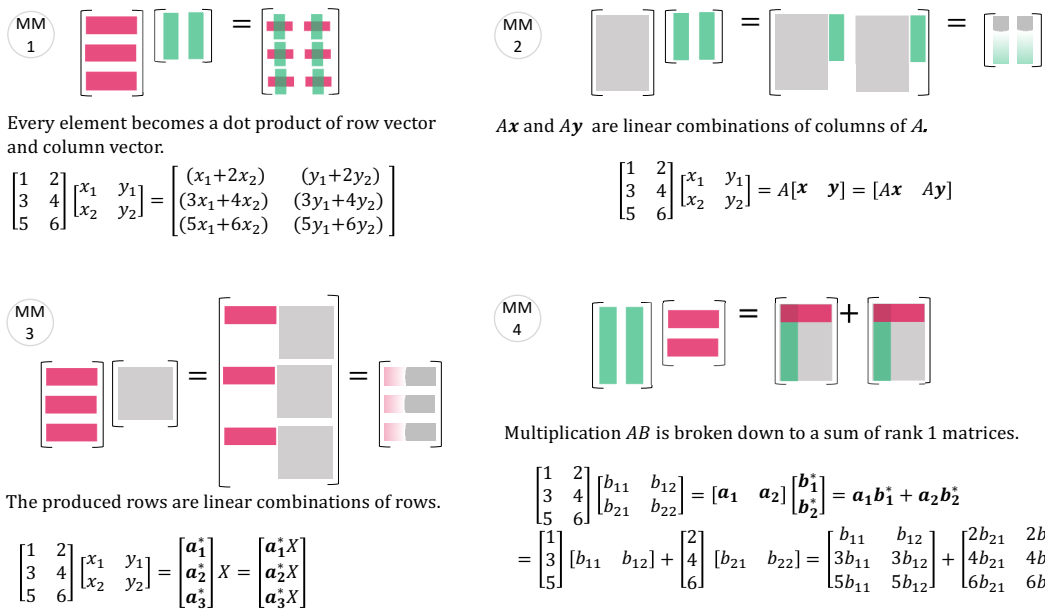 MM
1
=
Every element becomes a dot product of row vector
and column vector.
[1 2; 3 4; 5 6] [x₁ y₁; x₂ y₂] = [(x₁+2x₂) (y₁+2y₂); (3x₁+4x₂) (3y₁+4y₂); (5x₁+6x₂) (5y₁+6y₂)]
MM
2
= =
Ax and Ay are linear combinations of columns of A.
[1 2; 3 4; 5 6] [x₁ y₁; x₂ y₂] = A[x y] = [Ax Ay]
MM
3
= =
The produced rows are linear combinations of rows.
[1 2; 3 4; 5 6] [x₁ y₁; x₂ y₂] = [a₁*; a₂*; a₃*] X = [a₁*X; a₂*X; a₃*X]
MM
4
= +
Multiplication AB is broken down to a sum of rank 1 matrices.
[1 2; 3 4; 5 6] [b₁₁ b₁₂; b₂₁ b₂₂] = [a₁ a₂] [b₁*; b₂*] = a₁b₁* + a₂b₂*
= [1; 3; 5] [b₁₁ b₁₂] + [2; 4; 6] [b₂₁ b₂₂] = [b₁₁ b₁₂; 3b₁₁ 3b₁₂; 5b₁₁ 5b₁₂] + [2b₂₁ 2b; 4b₂₁ 4b; 6b₂₁ 6b